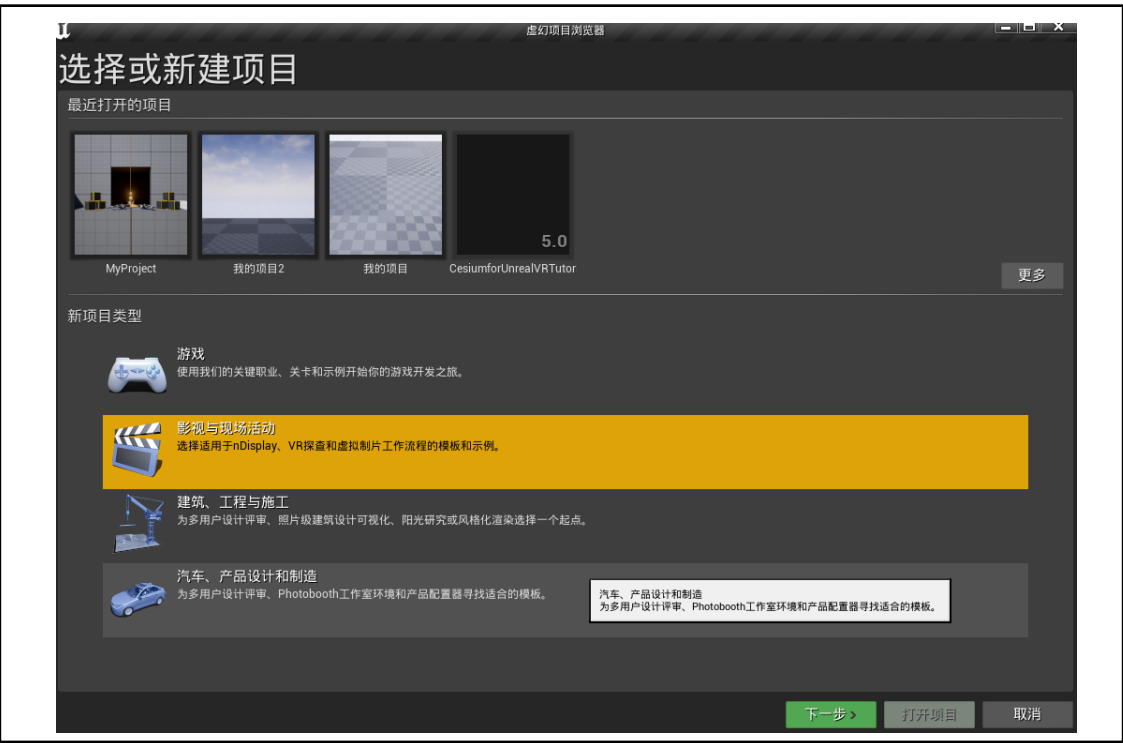 虚幻项目浏览器
选择或新建项目
最近打开的项目
5.0
MyProject
我的项目2
我的项目
CesiumforUnrealVRTutor
更多
新项目类型
游戏
使用我们的关键职业、关卡和示例开始你的游戏开发之旅。
影视与现场活动
选择适用于nDisplay、VR探查和虚拟制片工作流程的模板和示例。
建筑、工程与施工
为多用户设计评审、照片级建筑设计可视化、阳光研究或风格化渲染选择一个起点。
汽车、产品设计和制造
为多用户设计评审、Photobooth工作室环境和产品配置器寻找适合的模板。
汽车、产品设计和制造
为多用户设计评审、Photobooth工作室环境和产品配置器寻找适合的模板。
下一步 >
打开项目
取消